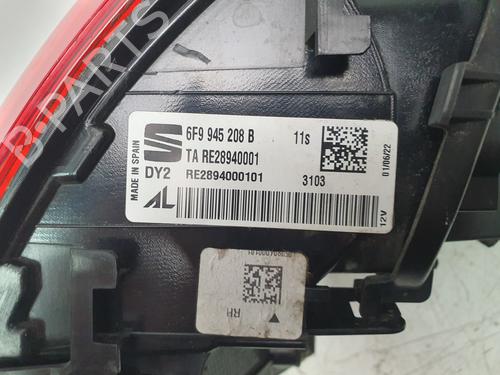 B-PARTS
MADE IN SPAIN
6F9 945 208 B
11s
TA RE28940001
DY2
RE2894000101
3103
01/06/22
AL
12V
RH